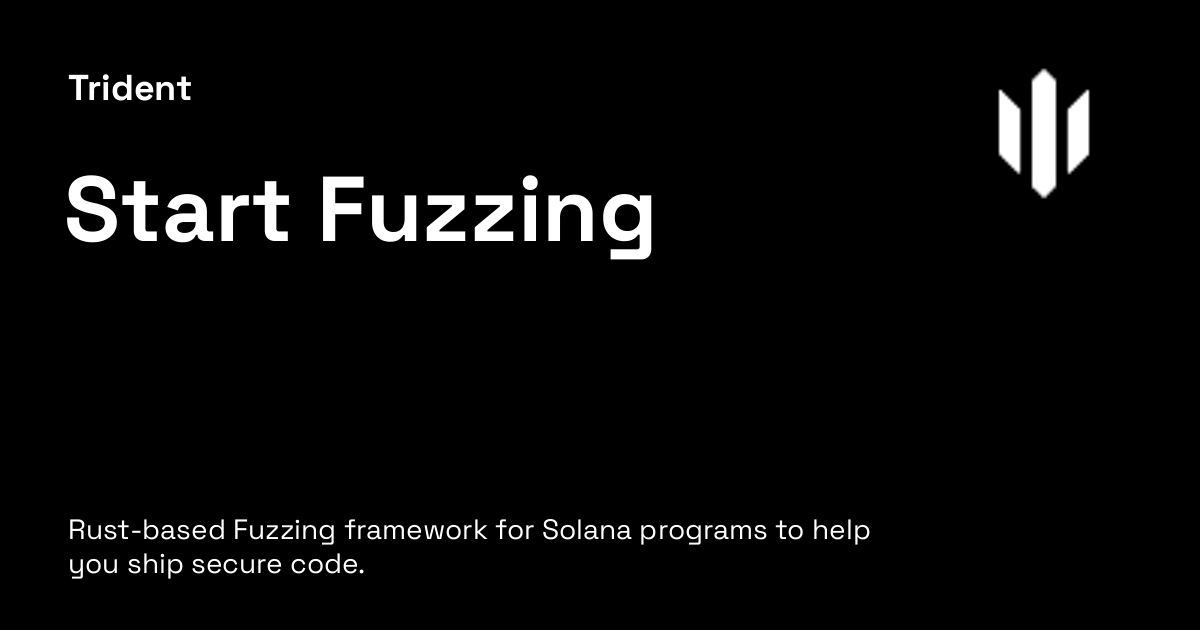 Trident
Start Fuzzing
Rust-based Fuzzing framework for Solana programs to help
you ship secure code.